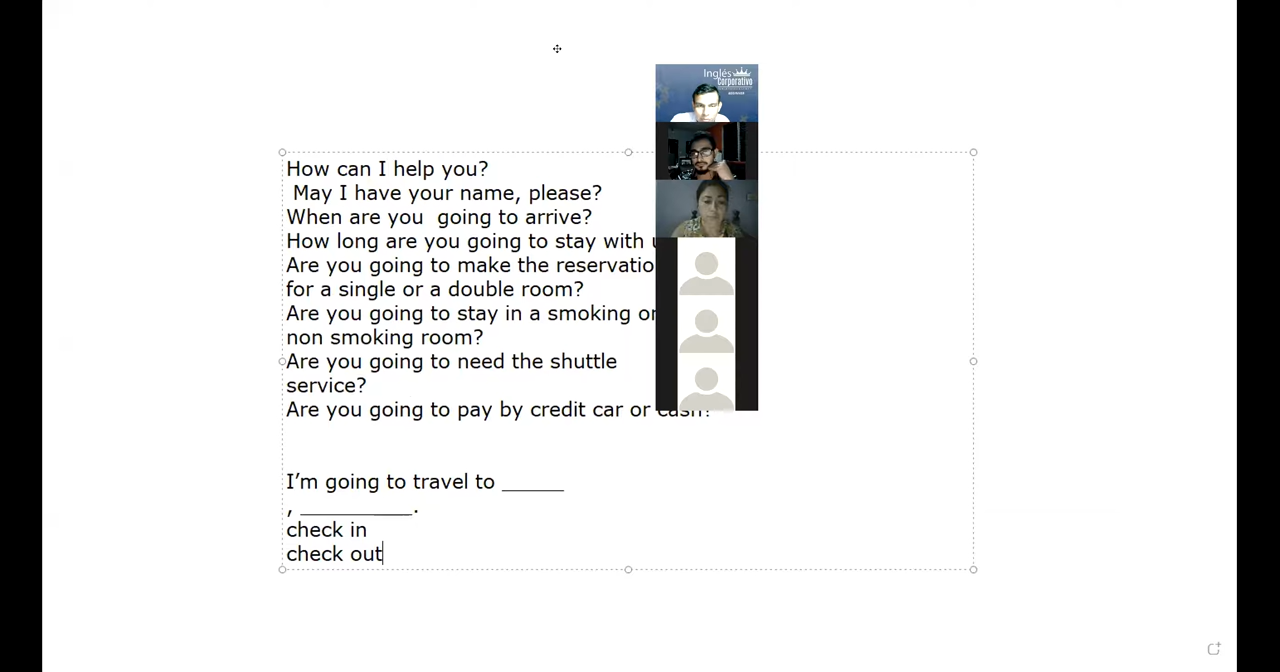 Inglés
Corporativo
How can I help you?
May I have your name, please?
When are you  going to arrive?
How long are you going to stay with
Are you going to make the
for a single or a double room?
Are you going to stay in a smoking or
non smoking room?
Are you going to need the shuttle
service?
Are you going to pay by credit car or cash?
I’m going to travel to ______
, ___________.
check in
check out